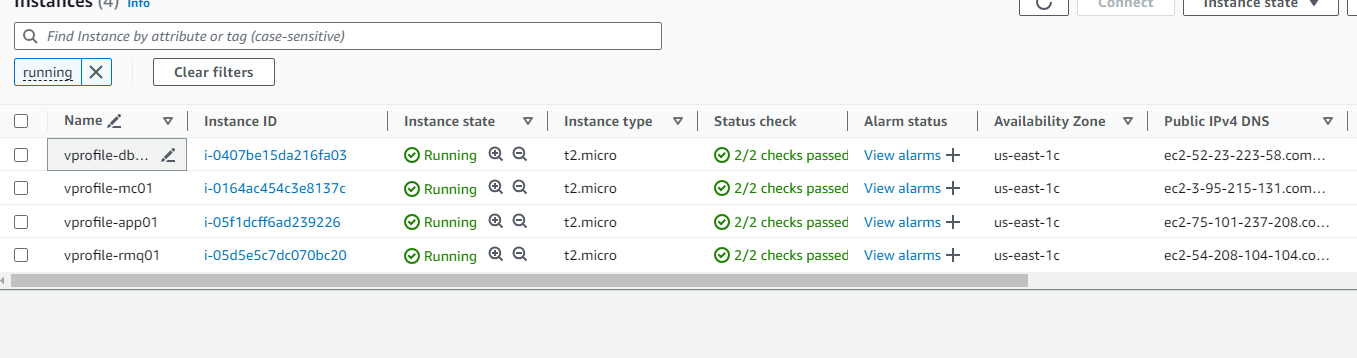 Instances (4) Info
Connect
Instance state
Find Instance by attribute or tag (case-sensitive)
running
Clear filters
Name Instance ID Instance state Instance type Status check Alarm status Availability Zone Public IPv4 DNS
vprofile-db... i-0407be15da216fa03 Running t2.micro 2/2 checks passed View alarms us-east-1c ec2-52-23-223-58.com...
vprofile-mc01 i-0164ac454c3e8137c Running t2.micro 2/2 checks passed View alarms us-east-1c ec2-3-95-215-131.com...
vprofile-app01 i-05f1dcff6ad239226 Running t2.micro 2/2 checks passed View alarms us-east-1c ec2-75-101-237-208.co...
vprofile-rmq01 i-05d5e5c7dc070bc20 Running t2.micro 2/2 checks passed View alarms us-east-1c ec2-54-208-104-104.co...